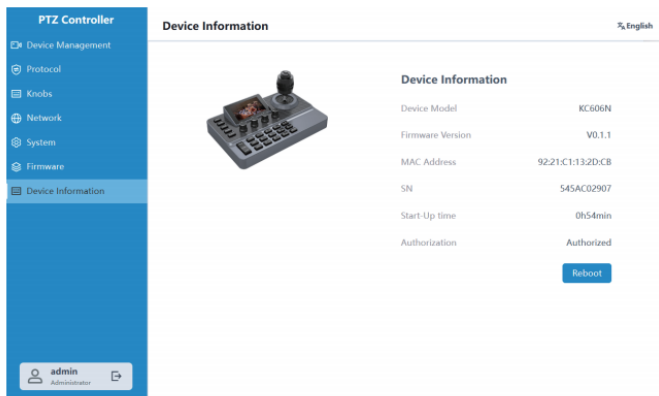 PTZ Controller
Device Management
Protocol
Knobs
Network
System
Firmware
Device Information
admin
Administrator
Device Information
English
Device Information
Device Model KC606N
Firmware Version V0.1.1
MAC Address 92:21:C1:13:2D:CB
SN 545AC02907
Start-Up time 0h54min
Authorization Authorized
Reboot